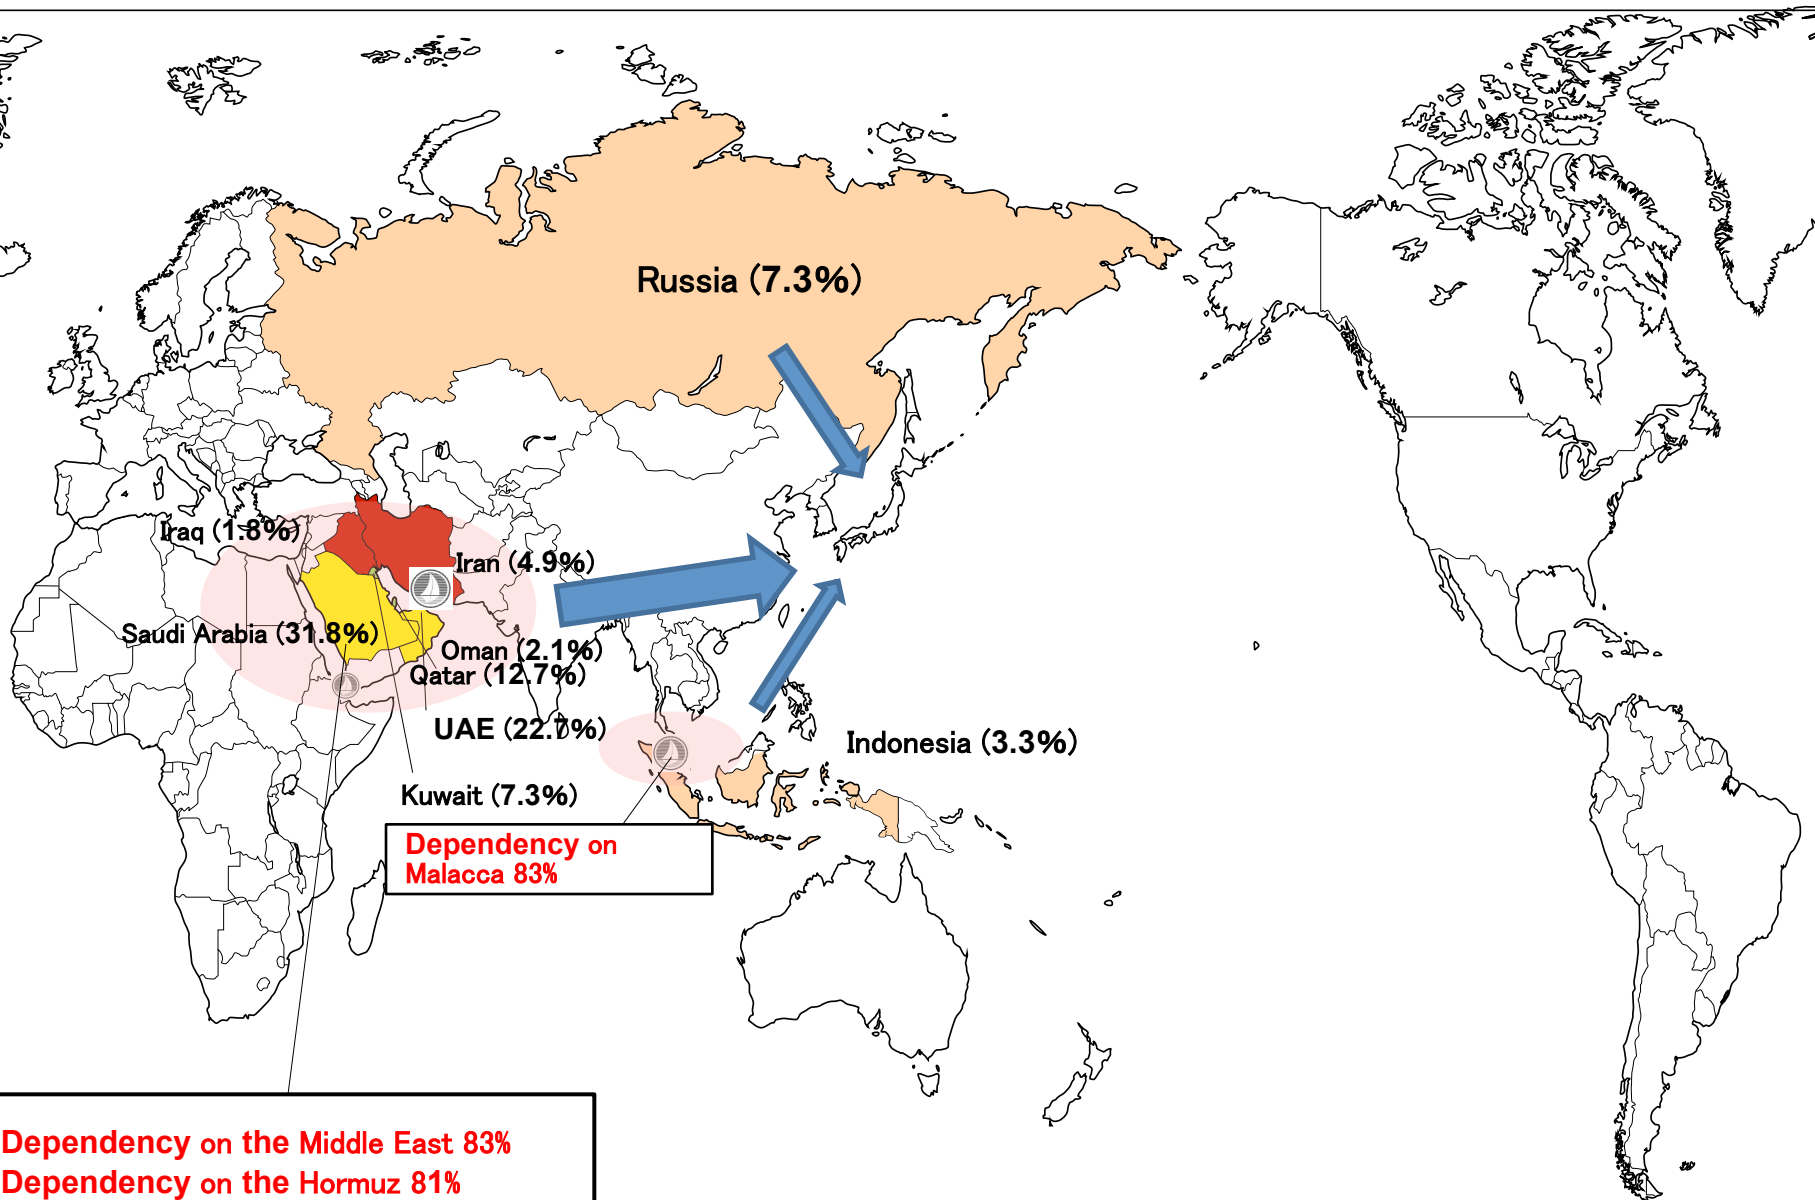 Russia (7.3%)
Iraq (1.8%)
Iran (4.9%)
Saudi Arabia (31.8%)
Oman (2.1%)
Qatar (12.7%)
UAE (22.7%)
Indonesia (3.3%)
Kuwait (7.3%)
Dependency on
Malacca 83%
Dependency on the Middle East 83%
Dependency on the Hormuz 81%